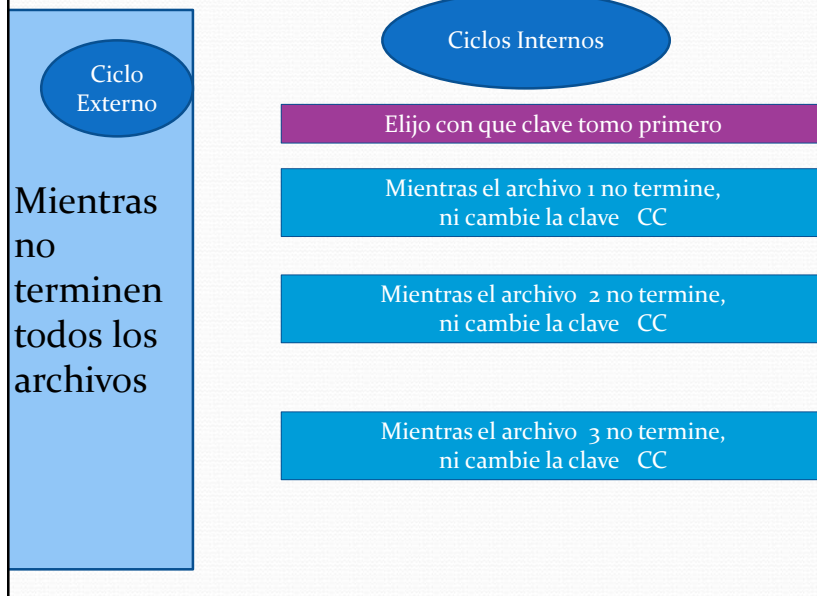 Ciclo
Externo
Mientras
no
terminen
todos los
archivos
Ciclos Internos
Elijo con que clave tomo primero
Mientras el archivo 1 no termine,
ni cambie la clave CC
Mientras el archivo 2 no termine,
ni cambie la clave CC
Mientras el archivo 3 no termine,
ni cambie la clave CC